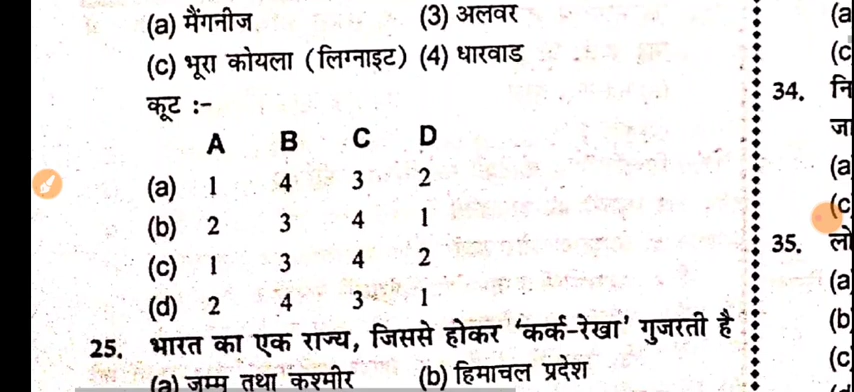 (a) मैंगनीज (3) अलवर
(c) भूरा कोयला (लिग्नाइट) (4) धारवाड
कूट :-
A B C D
(a) 1 4 3 2
(b) 2 3 4 1
(c) 1 3 4 2
(d) 2 4 3 1
25. भारत का एक राज्य, जिससे होकर ‘कर्क-रेखा’ गुजरती है
(a) जम्मू तथा कश्मीर (b) हिमाचल प्रदेश
(a
(c
34. नि
जा
(a
(c
35. लो
(a
(b
(c